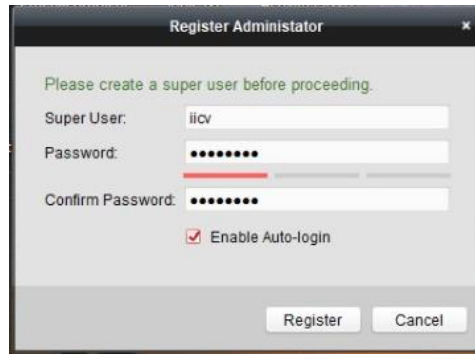 Register Administator
×
Please create a super user before proceeding.
Super User: iicv
Password: ●●●●●●●●
Confirm Password: ●●●●●●●●
Enable Auto-login
Register Cancel